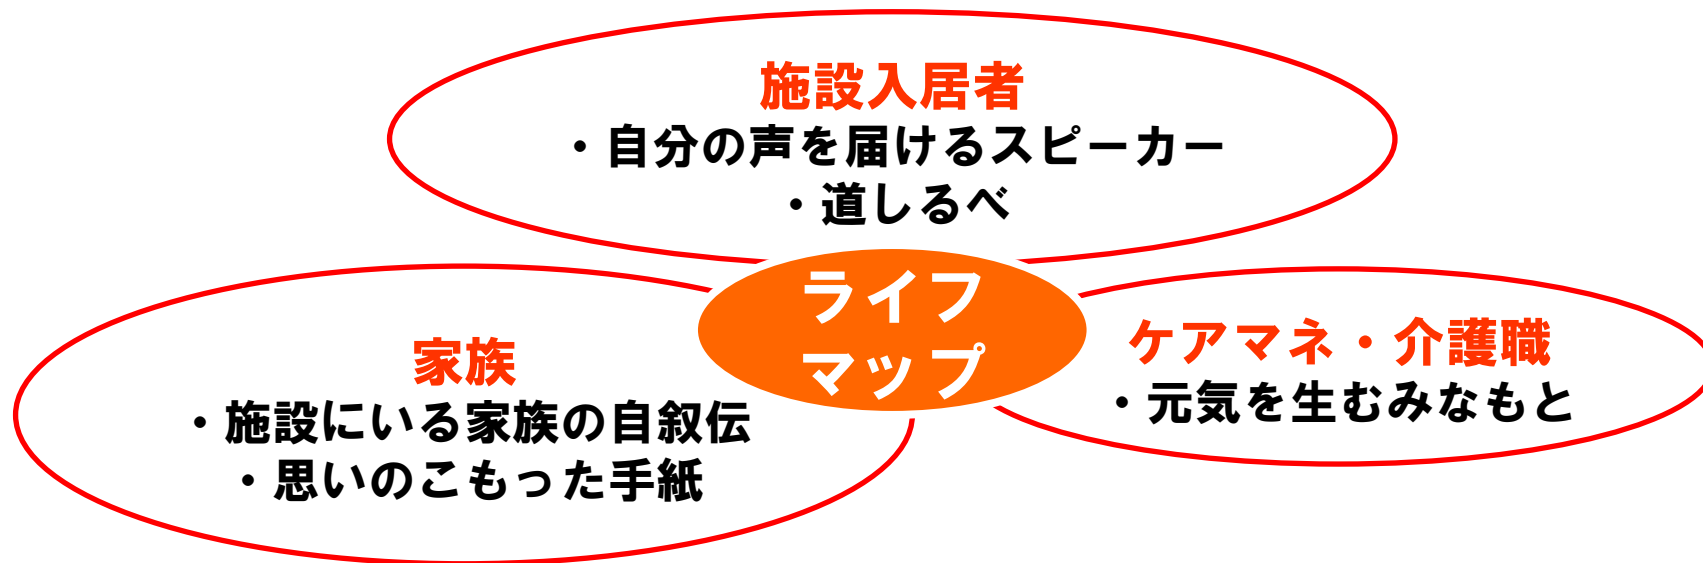 施設入居者
・自分の声を届けるスピーカー
・道しるべ
ライフ
マップ
家族
・施設にいる家族の自叙伝
・思いのこもった手紙
ケアマネ・介護職
・元気を生むみなもと